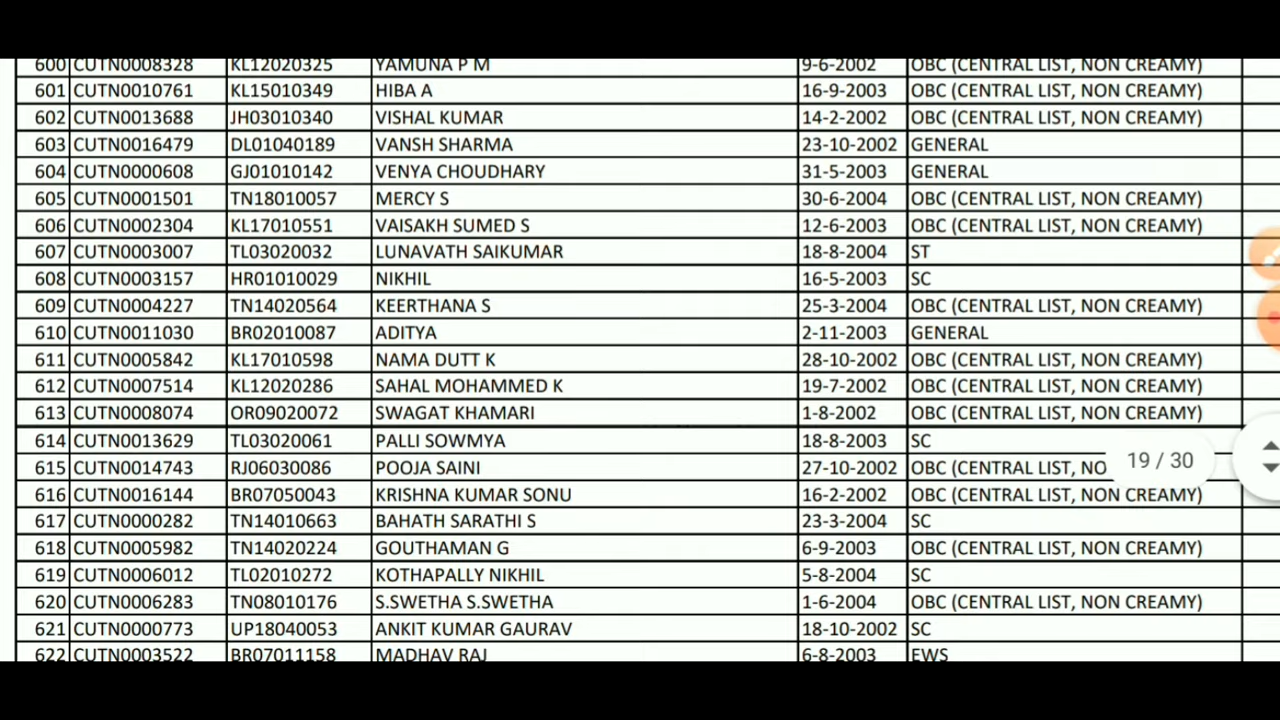 600 CUTN0008328 KL12020325 YAMUNA P M 9-6-2002 OBC (CENTRAL LIST, NON CREAMY)
601 CUTN0010761 KL15010349 HIBA A 16-9-2003 OBC (CENTRAL LIST, NON CREAMY)
602 CUTN0013688 JH03010340 VISHAL KUMAR 14-2-2002 OBC (CENTRAL LIST, NON CREAMY)
603 CUTN0016479 DL01040189 VANSH SHARMA 23-10-2002 GENERAL
604 CUTN0000608 GJ01010142 VENYA CHOUDHARY 31-5-2003 GENERAL
605 CUTN0001501 TN18010057 MERCY S 30-6-2004 OBC (CENTRAL LIST, NON CREAMY)
606 CUTN0002304 KL17010551 VAISAKH SUMED S 12-6-2003 OBC (CENTRAL LIST, NON CREAMY)
607 CUTN0003007 TL03020032 LUNAVATH SAIKUMAR 18-8-2004 ST
608 CUTN0003157 HR01010029 NIKHIL 16-5-2003 SC
609 CUTN0004227 TN14020564 KEERTHANA S 25-3-2004 OBC (CENTRAL LIST, NON CREAMY)
610 CUTN0011030 BR02010087 ADITYA 2-11-2003 GENERAL
611 CUTN0005842 KL17010598 NAMA DUTT K 28-10-2002 OBC (CENTRAL LIST, NON CREAMY)
612 CUTN0007514 KL12020286 SAHAL MOHAMMED K 19-7-2002 OBC (CENTRAL LIST, NON CREAMY)
613 CUTN0008074 OR09020072 SWAGAT KHAMARI 1-8-2002 OBC (CENTRAL LIST, NON CREAMY)
614 CUTN0013629 TL03020061 PALLI SOWMYA 18-8-2003 SC
615 CUTN0014743 RJ06030086 POOJA SAINI 27-10-2002 OBC (CENTRAL LIST, NO
19 / 30
616 CUTN0016144 BR07050043 KRISHNA KUMAR SONU 16-2-2002 OBC (CENTRAL LIST, NON CREAMY)
617 CUTN0000282 TN14010663 BAHATH SARATHI S 23-3-2004 SC
618 CUTN0005982 TN14020224 GOUTHAMAN G 6-9-2003 OBC (CENTRAL LIST, NON CREAMY)
619 CUTN0006012 TL02010272 KOTHAPALLY NIKHIL 5-8-2004 SC
620 CUTN0006283 TN08010176 S.SWETHA S.SWETHA 1-6-2004 OBC (CENTRAL LIST, NON CREAMY)
621 CUTN0000773 UP18040053 ANKIT KUMAR GAURAV 18-10-2002 SC
622 CUTN0003522 BR07011158 MADHAV RAJ 6-8-2003 EWS